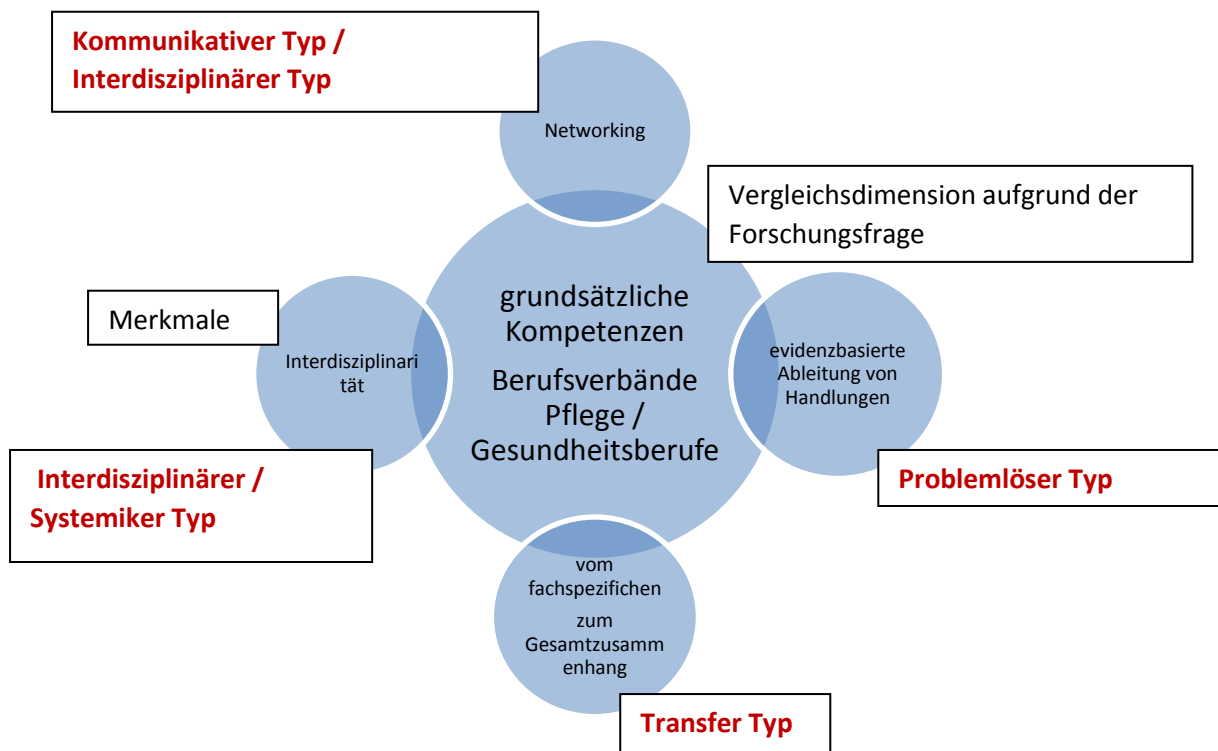 Kommunikativer Typ /
Interdisziplinärer Typ
Networking
Vergleichsdimension aufgrund der
Forschungsfrage
Merkmale
Interdisziplinari
tät
grundsätzliche
Kompetenzen
Berufsverbände
Pflege /
Gesundheitsberufe
evidenzbasierte
Ableitung von
Handlungen
Interdisziplinärer /
Systemiker Typ
Problemlöser Typ
vom
fachspezifichen
zum
Gesamtzusamm
enhang
Transfer Typ